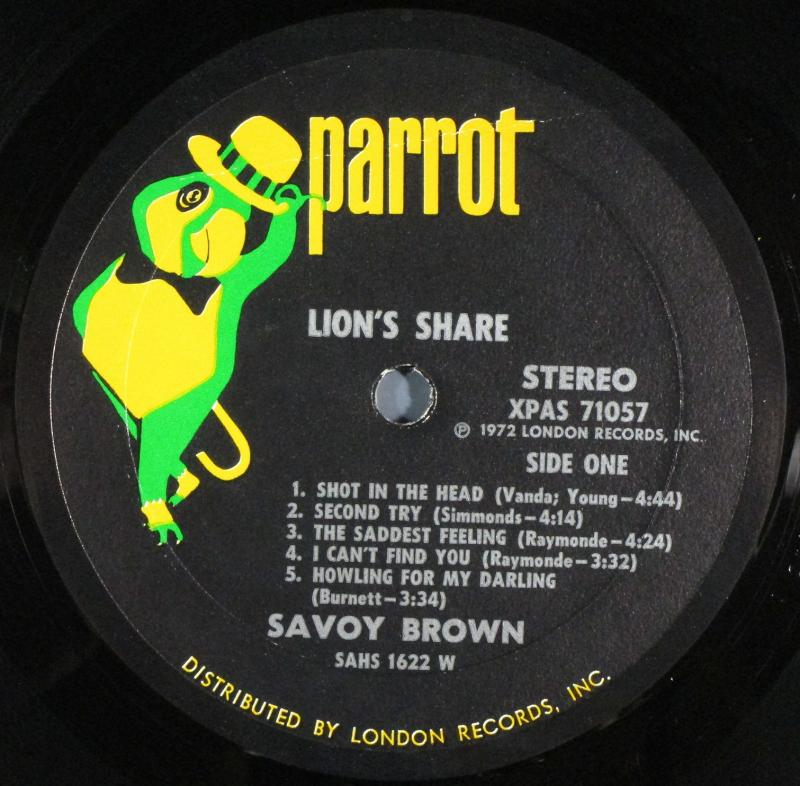 parrot
LION'S SHARE
STEREO
XPAS 71057
℗ 1972 LONDON RECORDS, INC.
SIDE ONE
1. SHOT IN THE HEAD (Vanda; Young—4:44)
2. SECOND TRY (Simmonds—4:14)
3. THE SADDEST FEELING (Raymonde—4:24)
4. I CAN'T FIND YOU (Raymonde—3:32)
5. HOWLING FOR MY DARLING
(Burnett—3:34)
SAVOY BROWN
SAHS 1622 W
DISTRIBUTED BY LONDON RECORDS, INC.